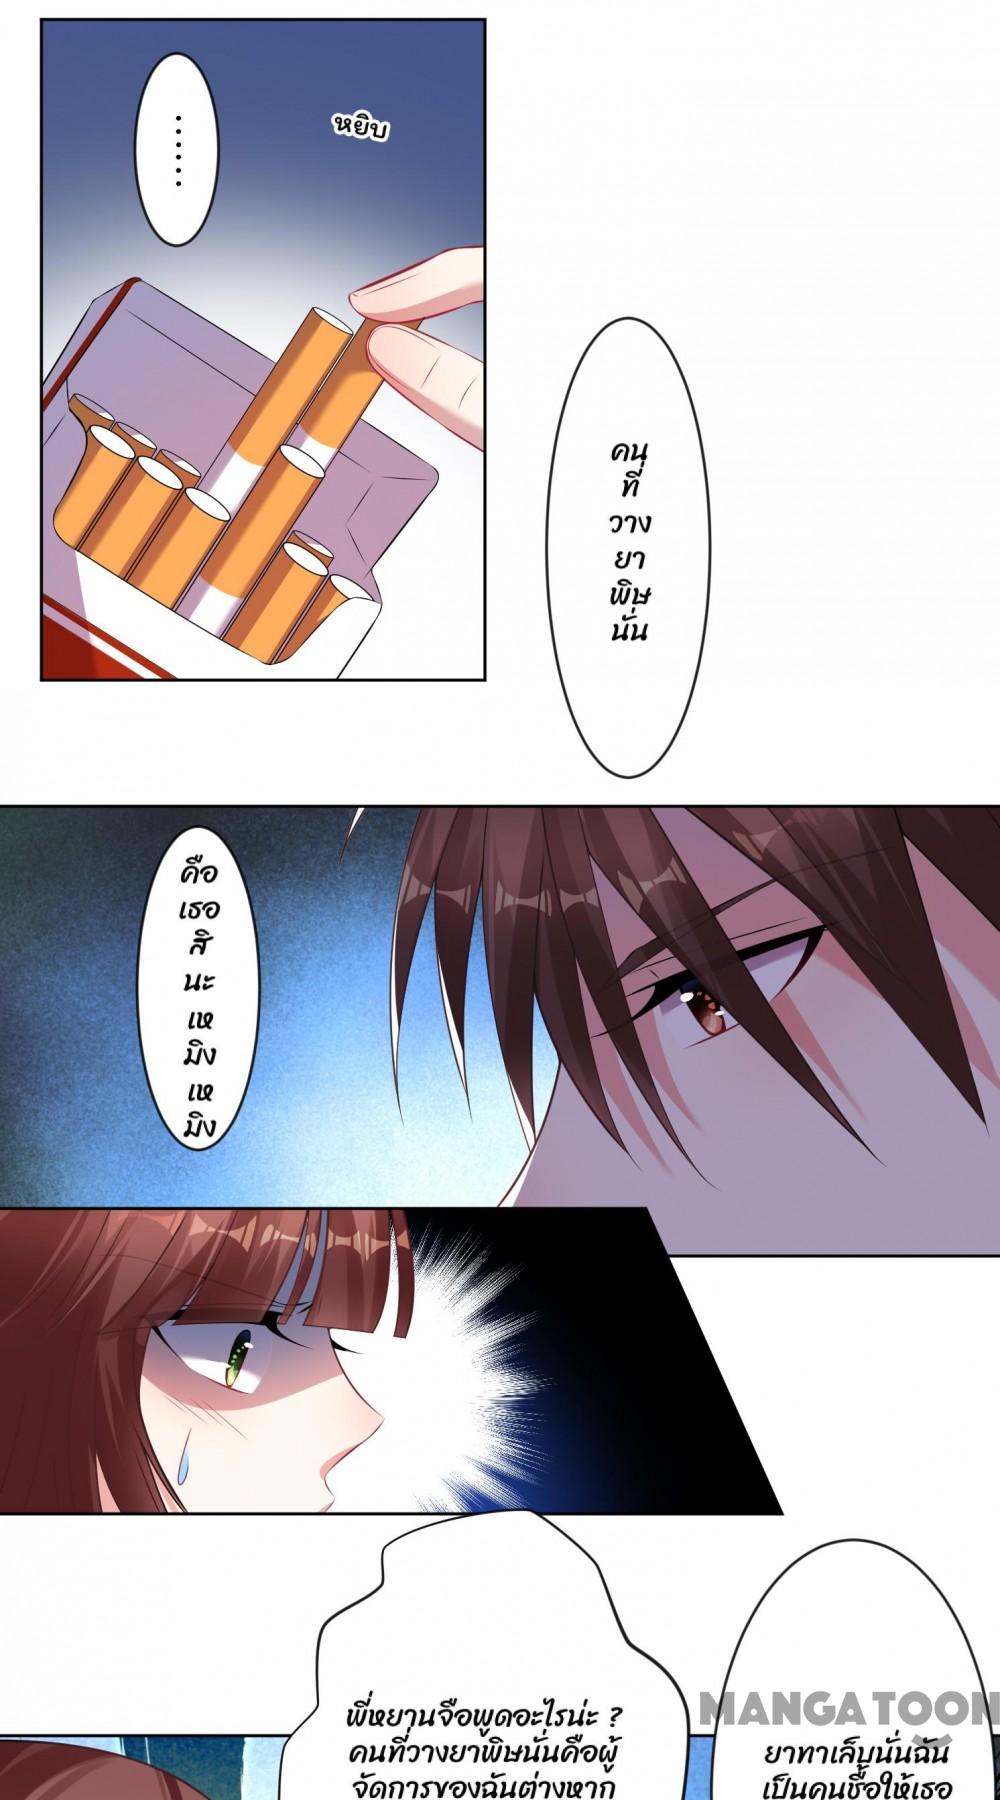 ......
หยิบ
คน
ที่
วาง
ยา
พิษ
นั่น
คือ
เธอ
สิ
นะ
เห
มิง
เห
มิง
พี่หยานจือพูดอะไรน่ะ ?
คนที่วางยาพิษนั่นคือผู้
จัดการของฉันต่างหาก
MANGATOON
ยาทาเล็บนั่นฉัน
เป็นคนซื้อให้เธอ